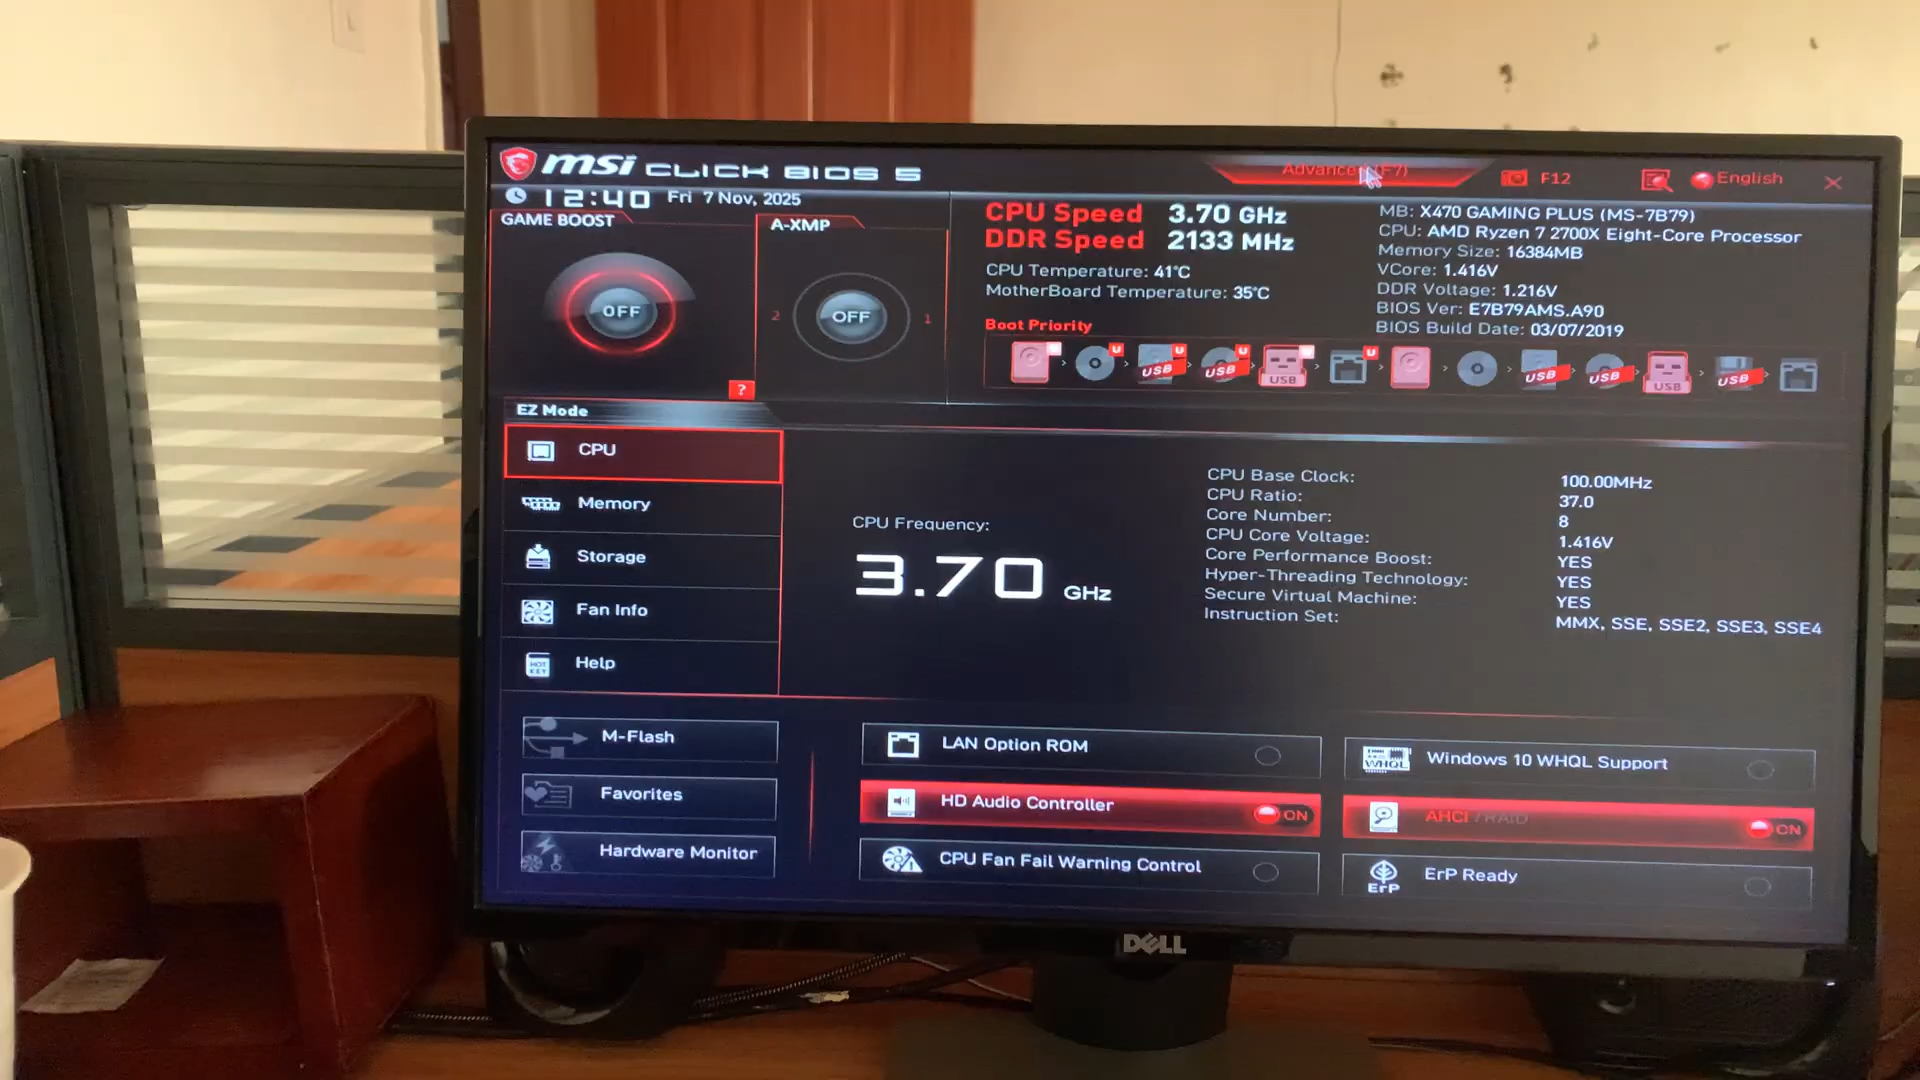 msi CLICK BIOS 5
Advanced (F7)
F12
English
12:40 Fri 7 Nov, 2025
GAME BOOST
OFF
A-XMP
2
OFF
1
?
CPU Speed 3.70 GHz
DDR Speed 2133 MHz
CPU Temperature: 41°C
MotherBoard Temperature: 35°C
MB: X470 GAMING PLUS (MS-7B79)
CPU: AMD Ryzen 7 2700X Eight-Core Processor
Memory Size: 16384MB
VCore: 1.416V
DDR Voltage: 1.216V
BIOS Ver: E7B79AMS.A90
BIOS Build Date: 03/07/2019
Boot Priority
U
USB U
USB U
USB
U
USB
USB
USB
USB
EZ Mode
CPU
Memory
Storage
Fan Info
HOT KEY
Help
CPU Frequency:
3.70 GHz
CPU Base Clock: 100.00MHz
CPU Ratio: 37.0
Core Number: 8
CPU Core Voltage: 1.416V
Core Performance Boost: YES
Hyper-Threading Technology: YES
Secure Virtual Machine: YES
Instruction Set: MMX, SSE, SSE2, SSE3, SSE4
M-Flash
Favorites
Hardware Monitor
LAN Option ROM
HD Audio Controller ON
CPU Fan Fail Warning Control
WHQL
Windows 10 WHQL Support
AHCI / RAID ON
ErP
ErP Ready
DELL